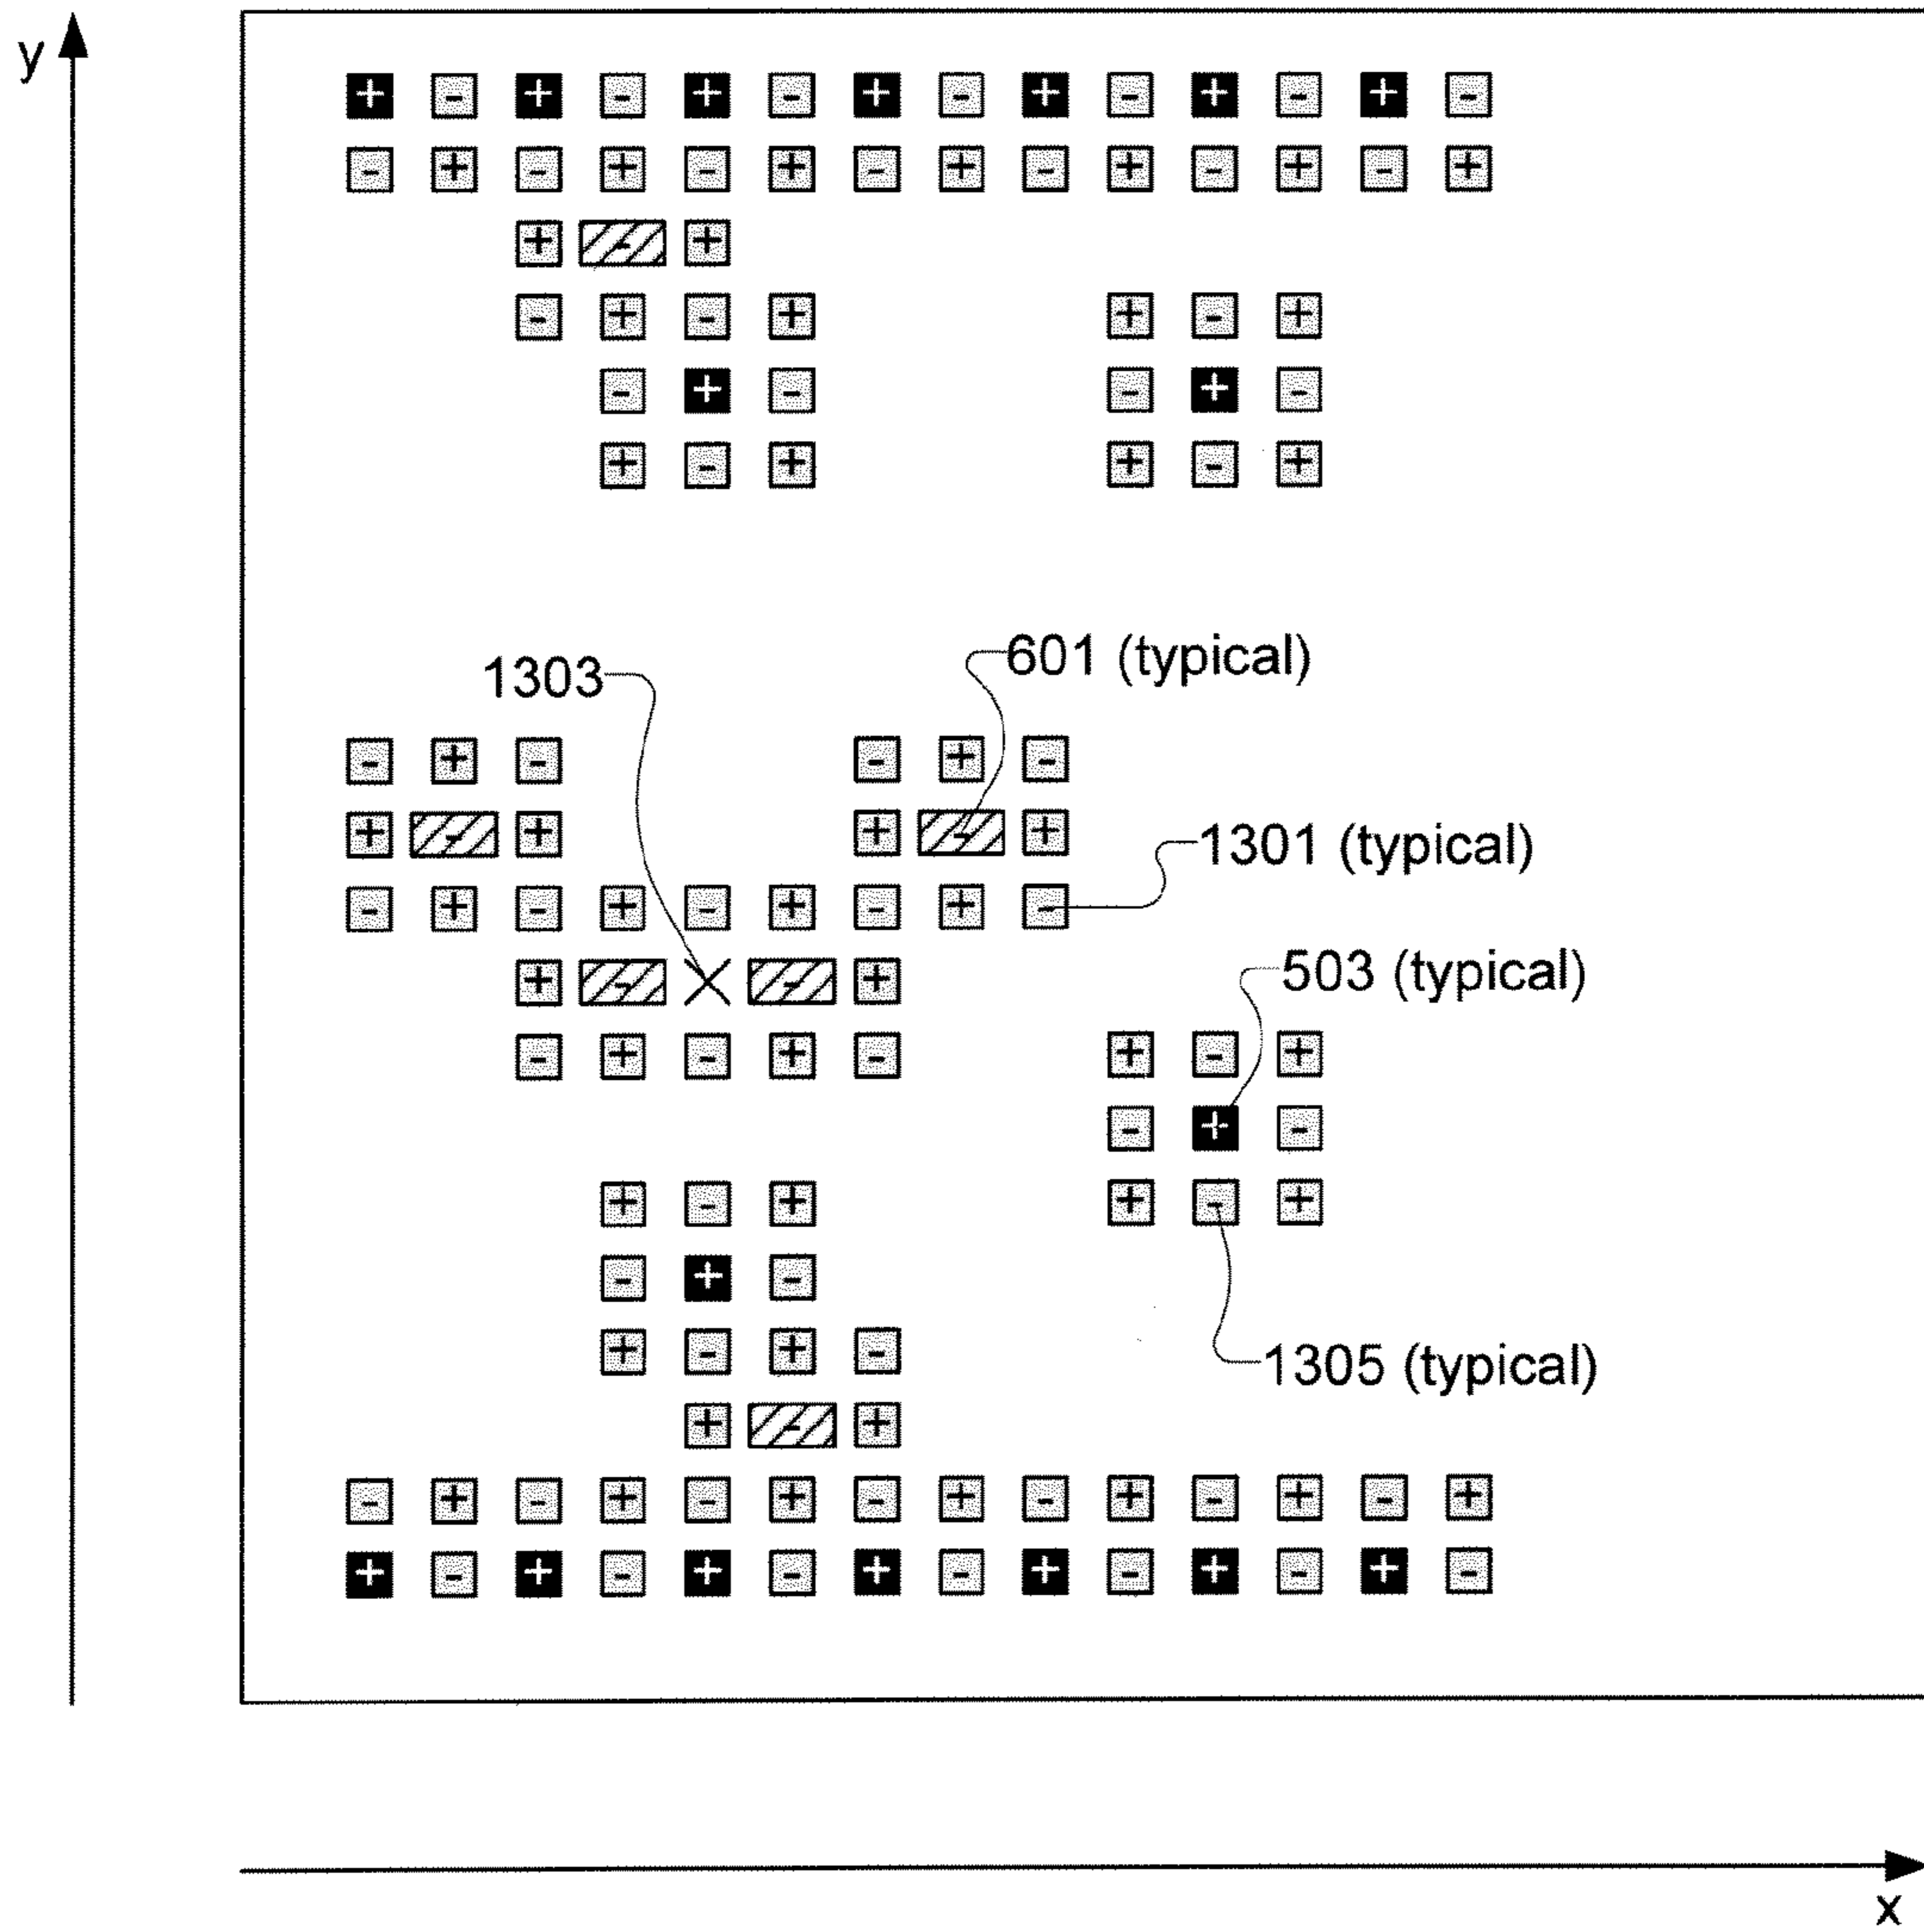 y
+ - + - + - + - + - + - + -
- + - + - + - + - + - + - +
+ - +
- + - + + - +
- + - - + -
+ - + + - +
601 (typical)
1303
- + - - + -
+ - + + - +
1301 (typical)
- + - + - + - + -
503 (typical)
+ - - +
- + - + - + - +
- + -
+ - + + - +
- + -
1305 (typical)
+ - + -
+ - +
- + - + - + - + - + - + - +
+ - + - + - + - + - + - + -
x